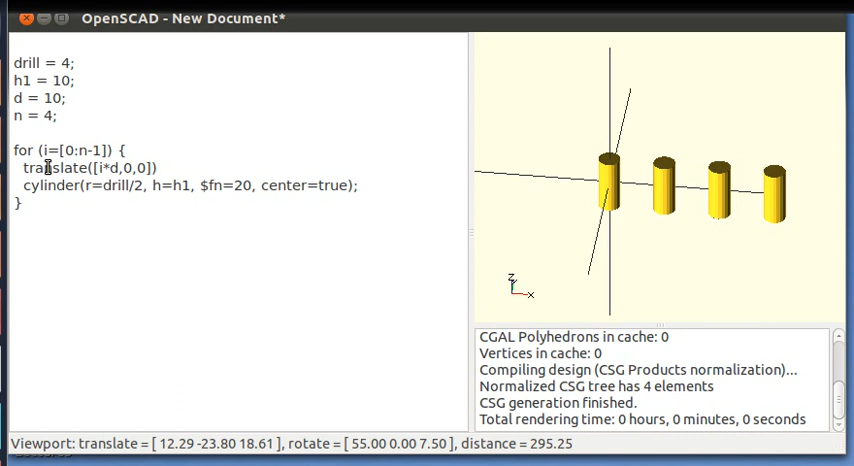 OpenSCAD - New Document*
drill = 4;
h1 = 10;
d = 10;
n = 4;
for (i=[0:n-1]) {
translate([i*d,0,0])
cylinder(r=drill/2, h=h1, $fn=20, center=true);
}
Z
x
CGAL Polyhedrons in cache: 0
Vertices in cache: 0
Compiling design (CSG Products normalization)...
Normalized CSG tree has 4 elements
CSG generation finished.
Total rendering time: 0 hours, 0 minutes, 0 seconds
Viewport: translate = [ 12.29 -23.80 18.61 ], rotate = [ 55.00 0.00 7.50 ], distance = 295.25